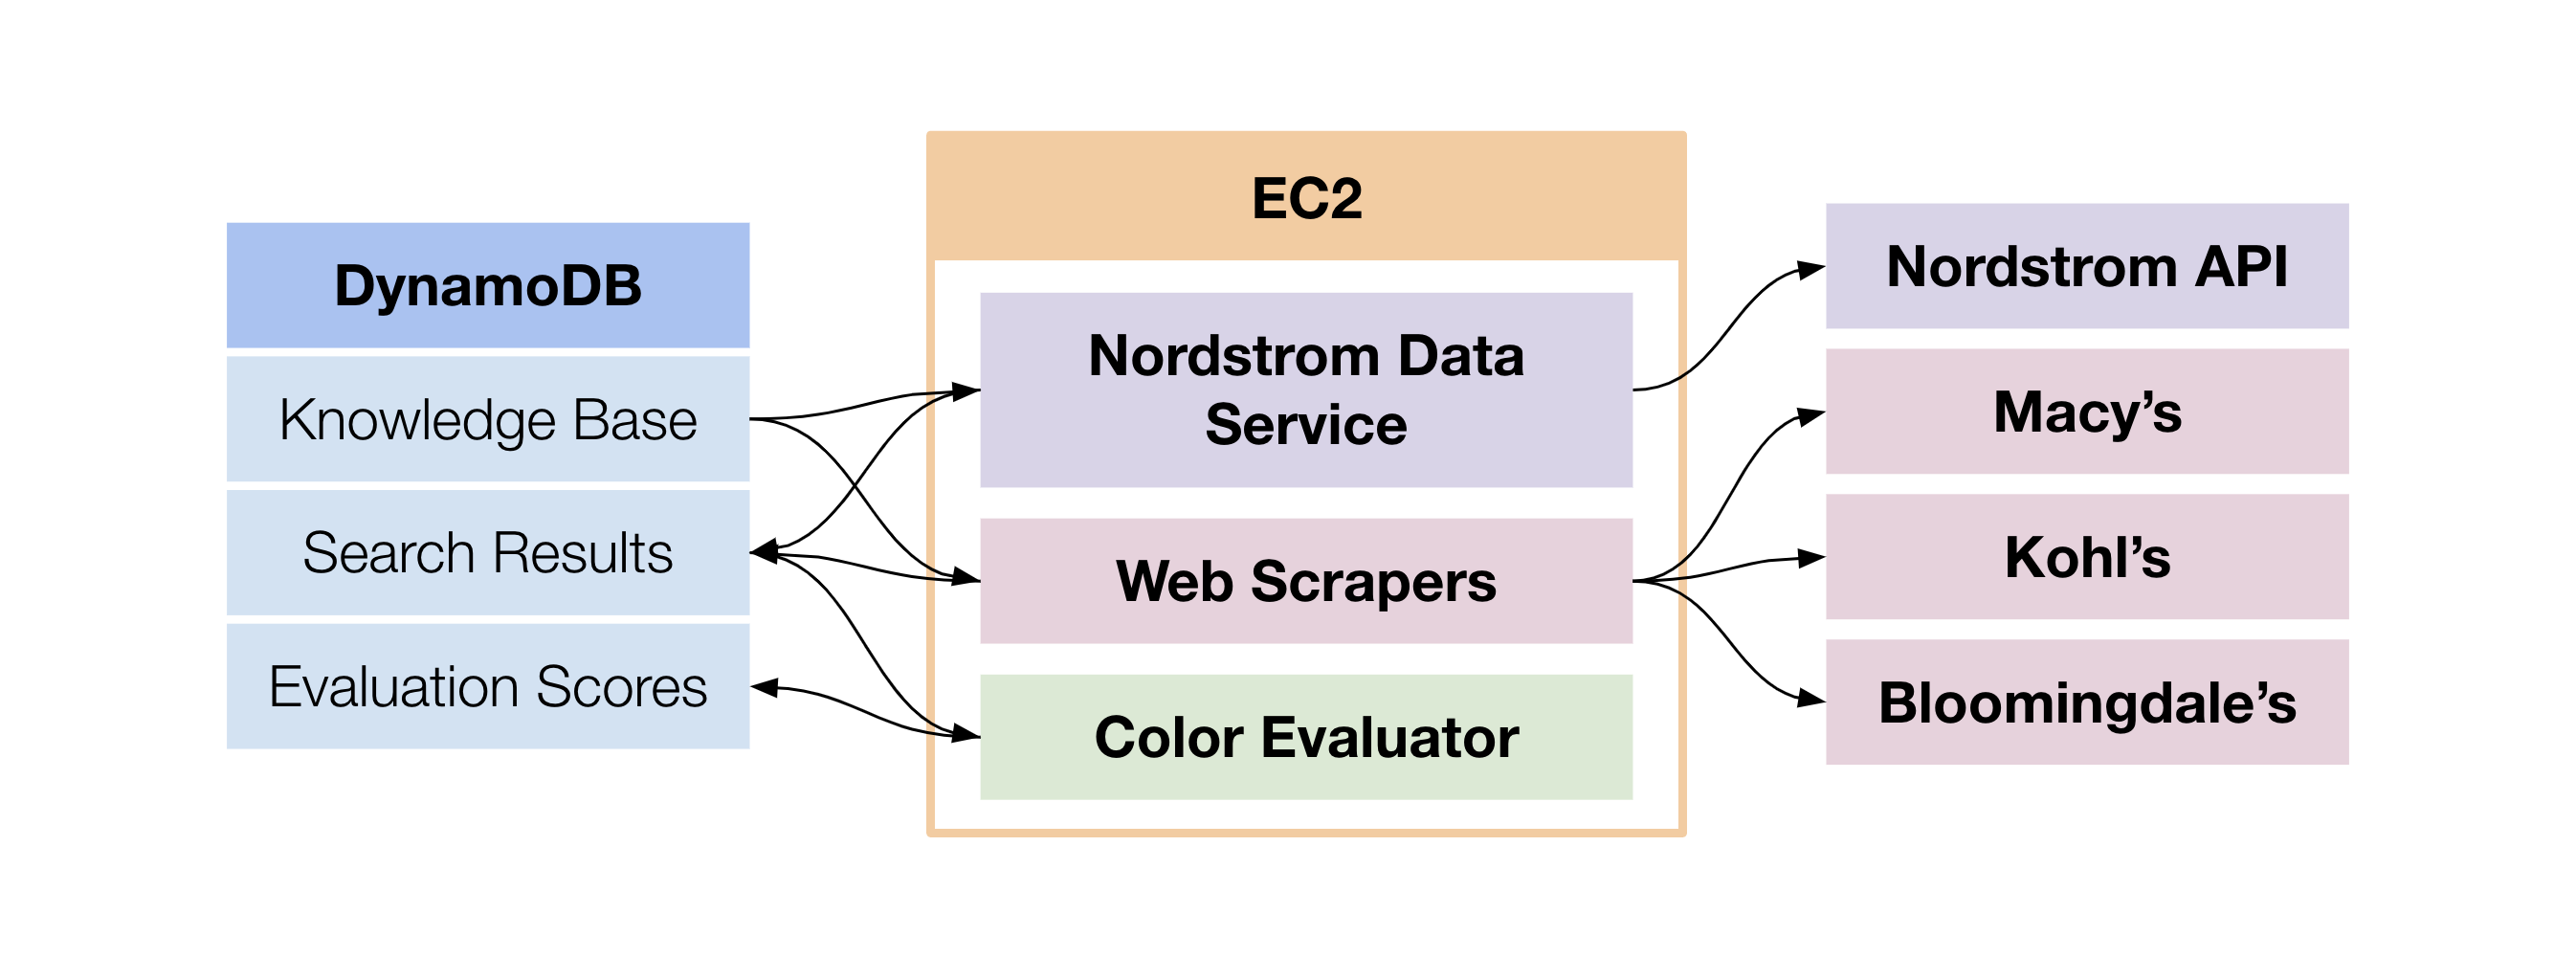 DynamoDB
Knowledge Base
Search Results
Evaluation Scores
EC2
Nordstrom Data
Service
Web Scrapers
Color Evaluator
Nordstrom API
Macy’s
Kohl’s
Bloomingdale’s